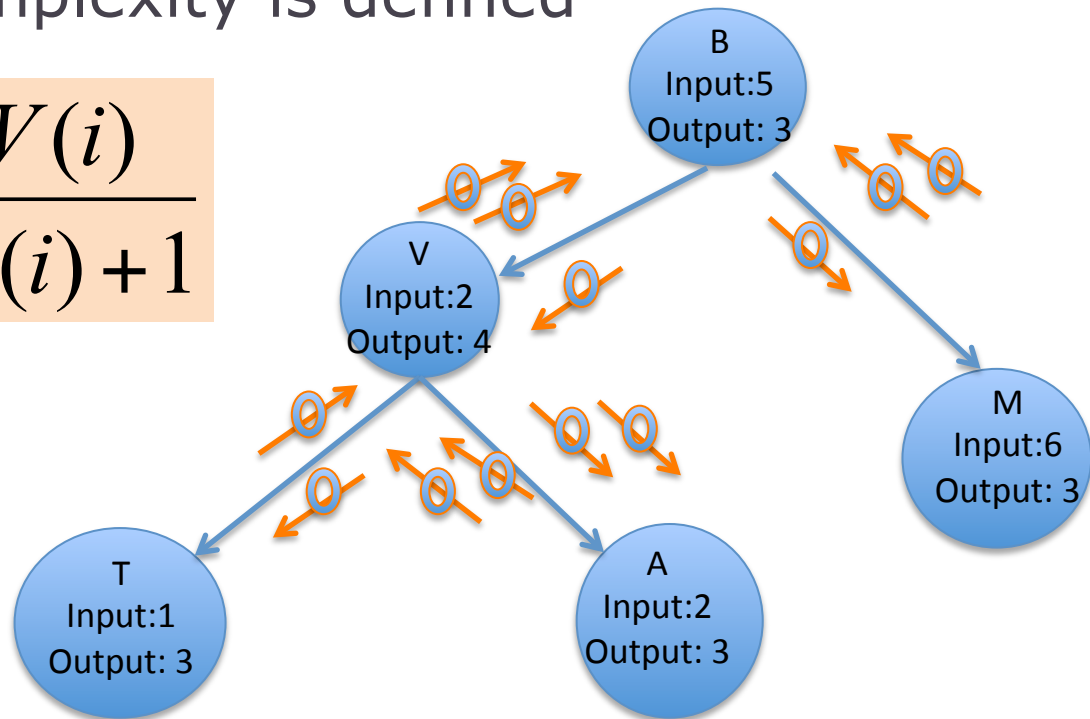 complexity is defined
V(i)
(i) + 1
B
Input:5
Output: 3
V
Input:2
Output: 4
M
Input:6
Output: 3
T
Input:1
Output: 3
A
Input:2
Output: 3